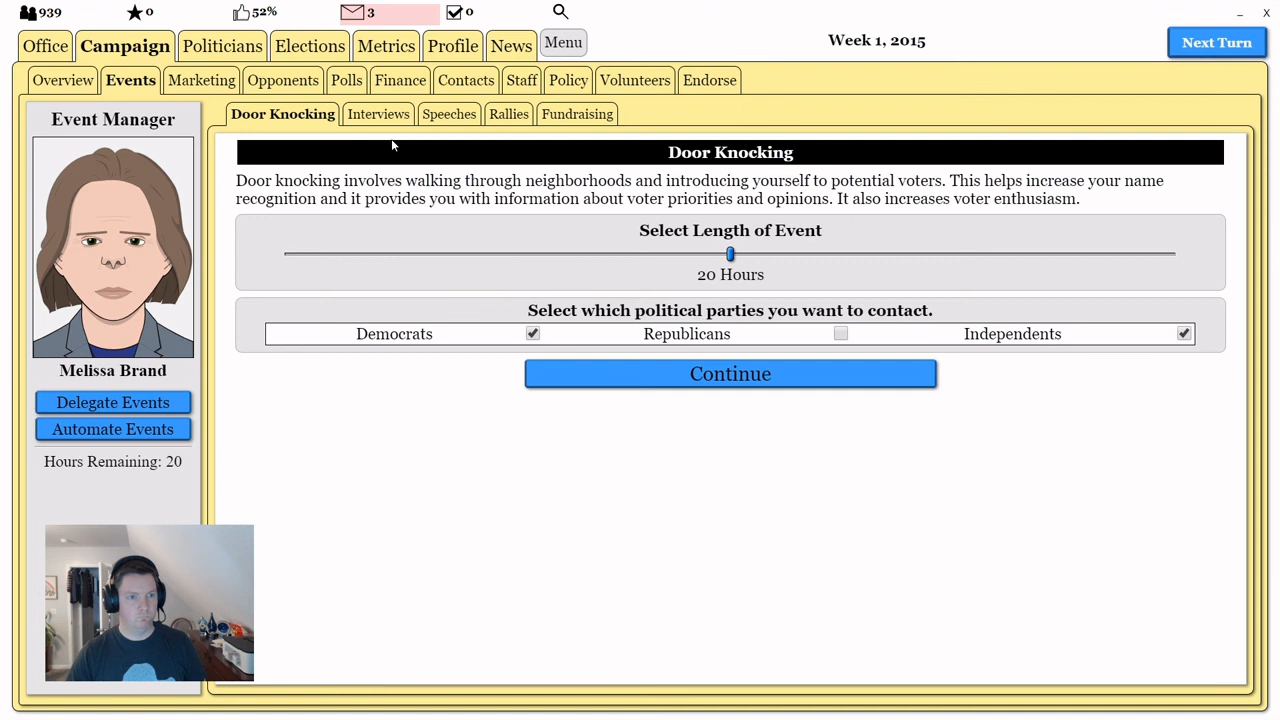 939 0 52% 3 0 _ X
Office Campaign Politicians Elections Metrics Profile News Menu Week 1, 2015 Next Turn
Overview Events Marketing Opponents Polls Finance Contacts Staff Policy Volunteers Endorse
Event Manager
Melissa Brand
Delegate Events
Automate Events
Hours Remaining: 20
Door Knocking Interviews Speeches Rallies Fundraising
Door Knocking
Door knocking involves walking through neighborhoods and introducing yourself to potential voters. This helps increase your name
recognition and it provides you with information about voter priorities and opinions. It also increases voter enthusiasm.
Select Length of Event
20 Hours
Select which political parties you want to contact.
Democrats Republicans Independents
Continue